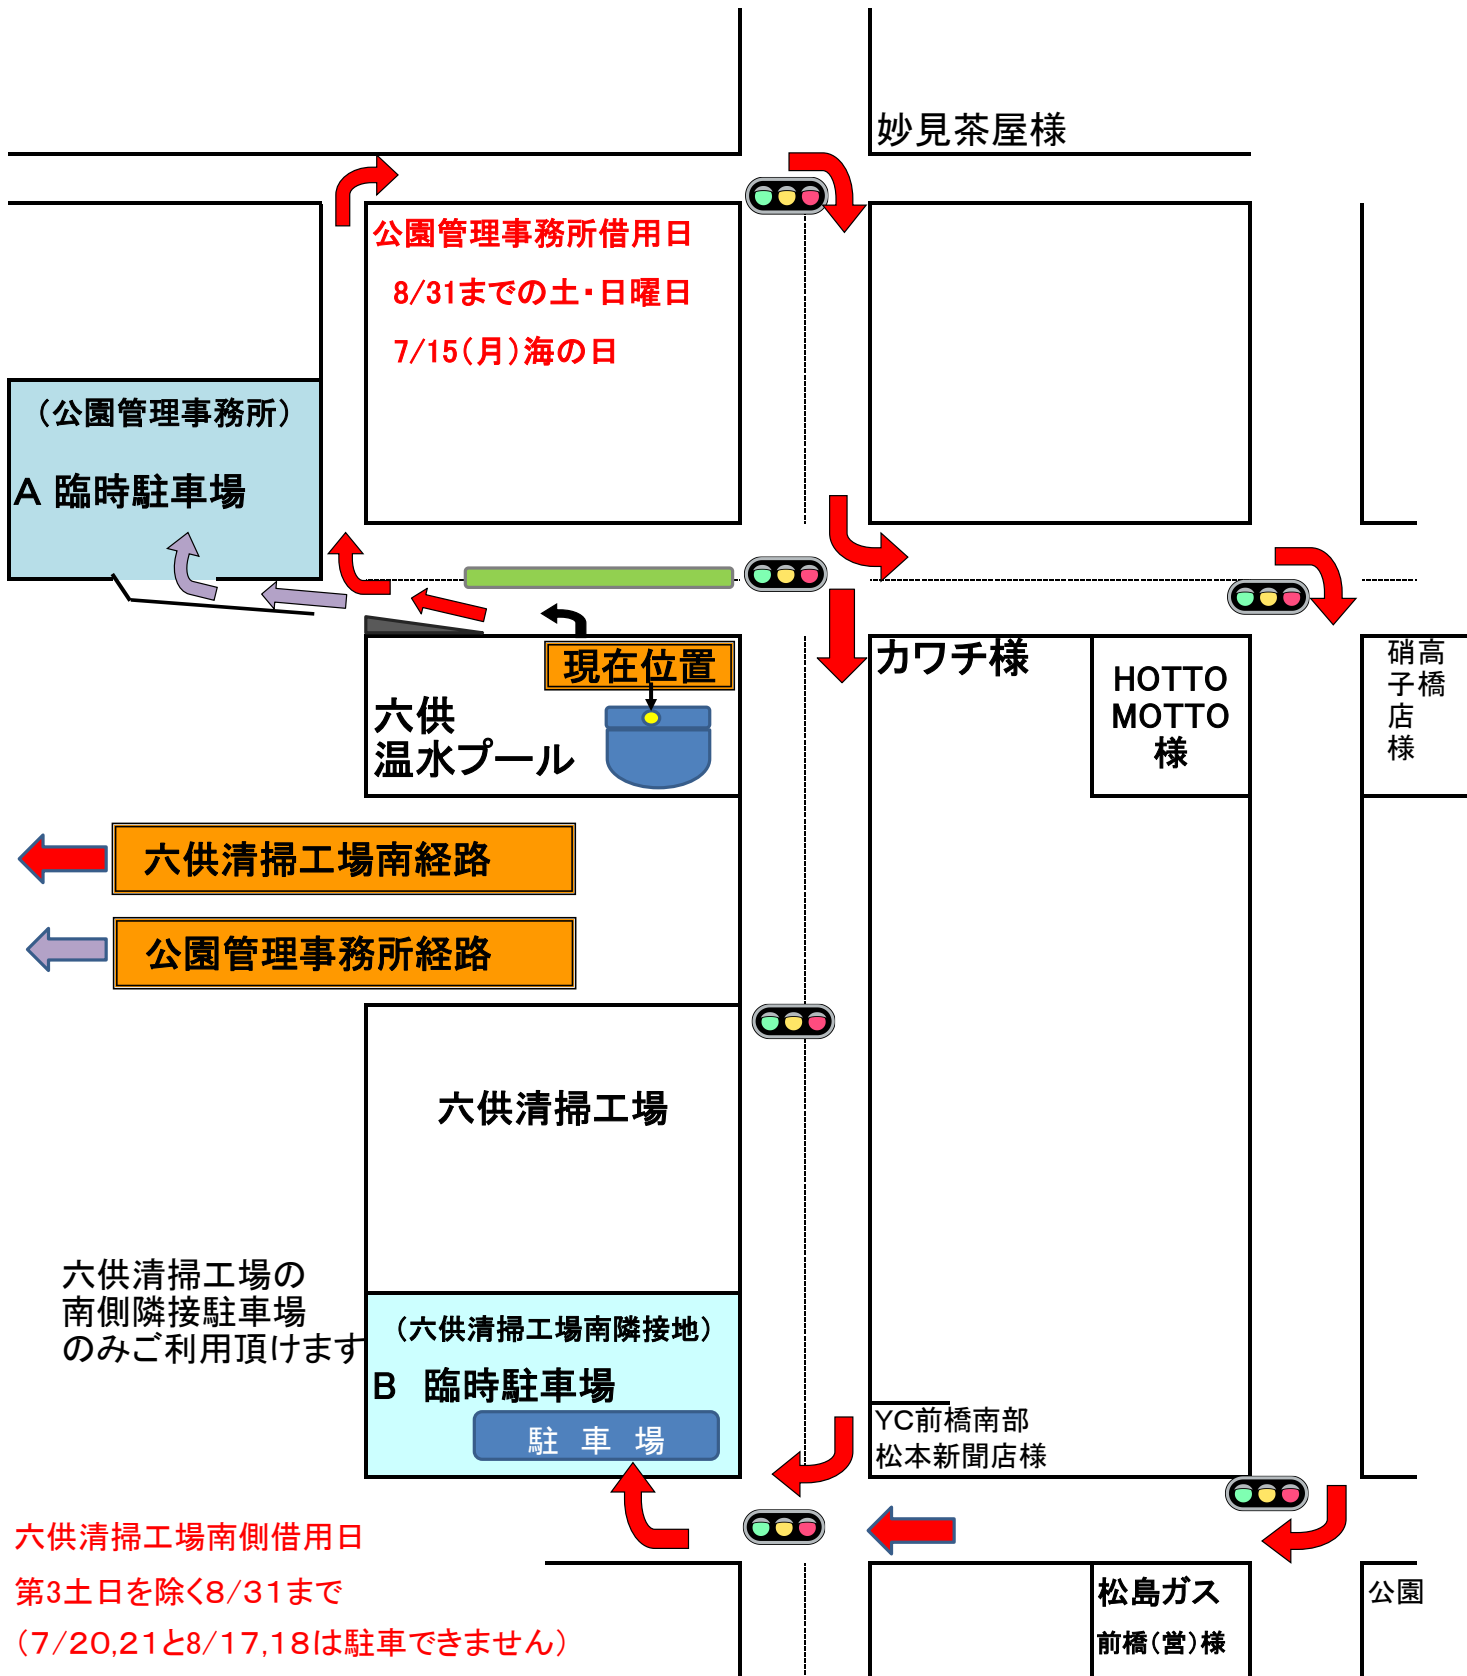 妙見茶屋様
公園管理事務所借用日
8/31までの土・日曜日
7/15(月)海の日
(公園管理事務所)
A 臨時駐車場
現在位置
六供
温水プール
カワチ様
HOTTO
MOTTO
様
高橋
硝子店様
六供清掃工場南経路
公園管理事務所経路
六供清掃工場
六供清掃工場の
南側隣接駐車場
のみご利用頂けます
(六供清掃工場南隣接地)
B 臨時駐車場
駐 車 場
YC前橋南部
松本新聞店様
六供清掃工場南側借用日
第3土日を除く8/31まで
(7/20,21と8/17,18は駐車できません)
松島ガス
前橋(営)様
公園